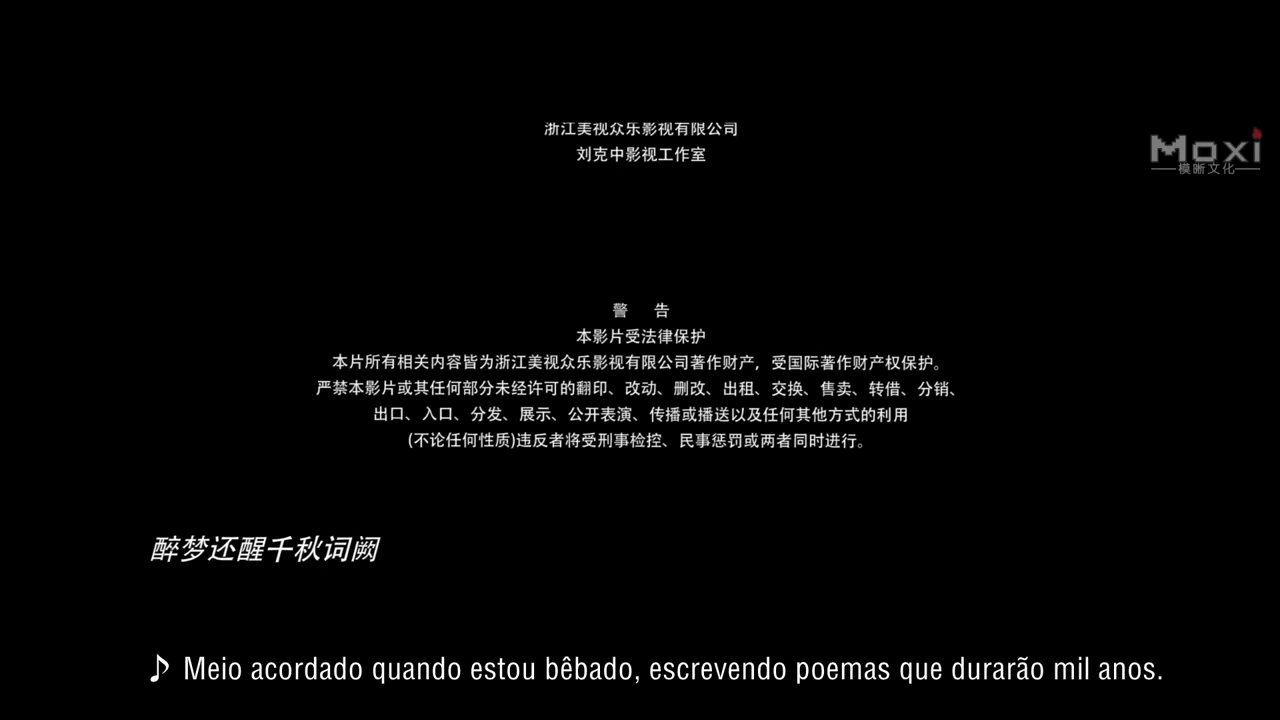 浙江美视众乐影视有限公司
刘克中影视工作室
Moxi
模晰文化
警 告
本影片受法律保护
本片所有相关内容皆为浙江美视众乐影视有限公司著作财产，受国际著作财产权保护。
严禁本影片或其任何部分未经许可的翻印、改动、删改、出租、交换、售卖、转借、分销、
出口、入口、分发、展示、公开表演、传播或播送以及任何其他方式的利用
(不论任何性质)违反者将受刑事检控、民事惩罚或两者同时进行。
醉梦还醒千秋词阙
♪ Meio acordado quando estou bêbado, escrevendo poemas que durarão mil anos.